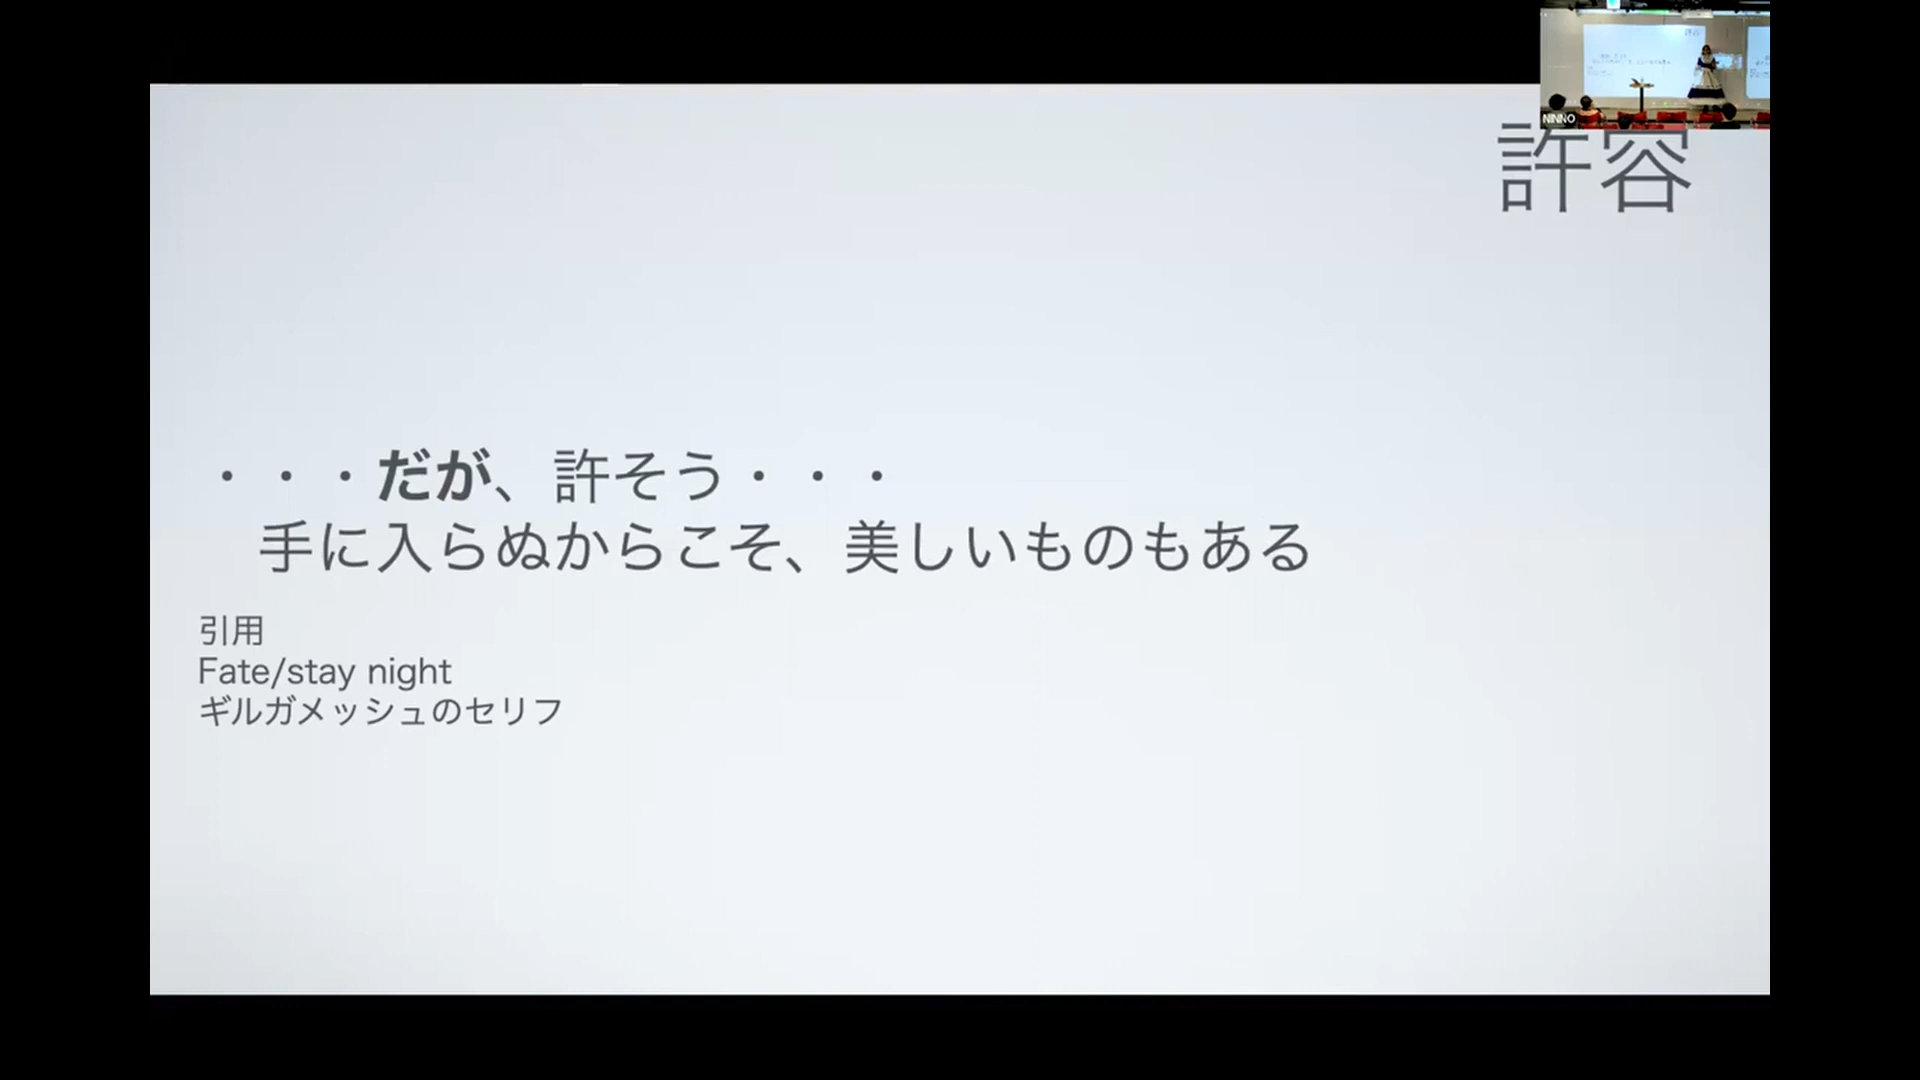 NINNO
許容
・・・だが、許そう・・・
手に入らぬからこそ、美しいものもある
引用
Fate/stay night
ギルガメッシュのセリフ